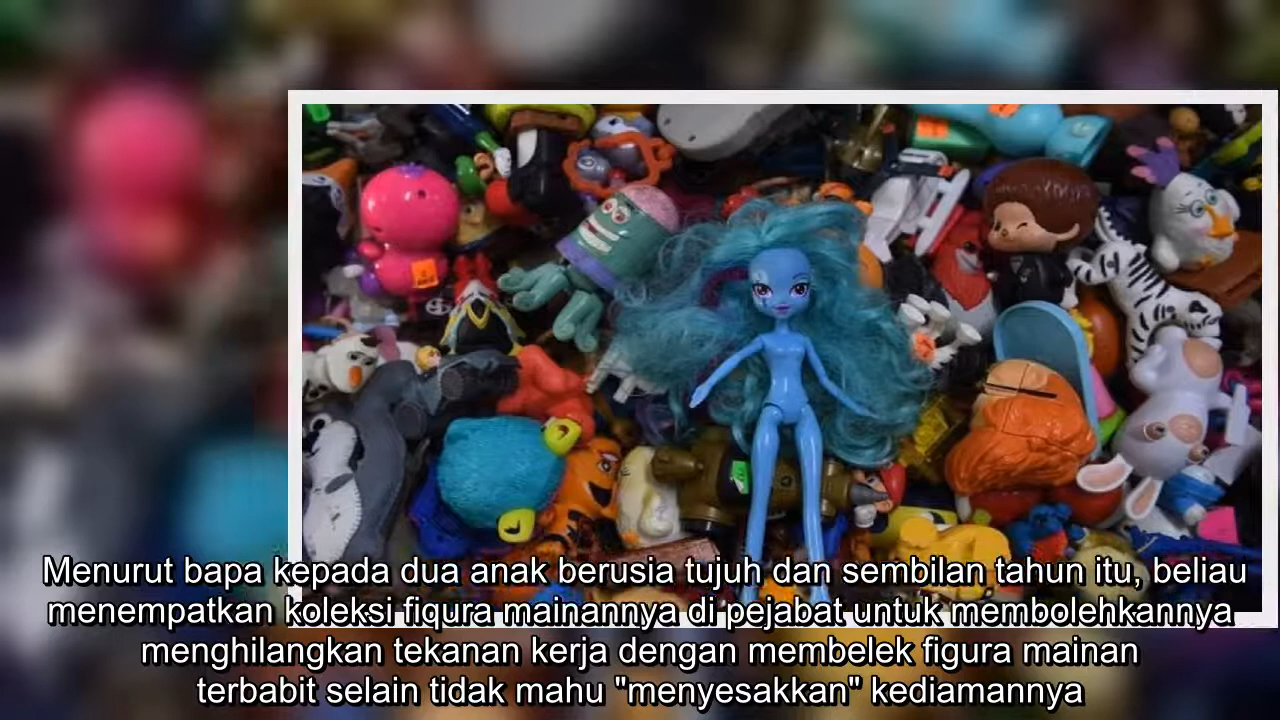 Menurut bapa kepada dua anak berusia tujuh dan sembilan tahun itu, beliau
menempatkan koleksi figura mainannya di pejabat untuk membolehkannya
menghilangkan tekanan kerja dengan membelek figura mainan
terbabit selain tidak mahu "menyesakkan" kediamannya